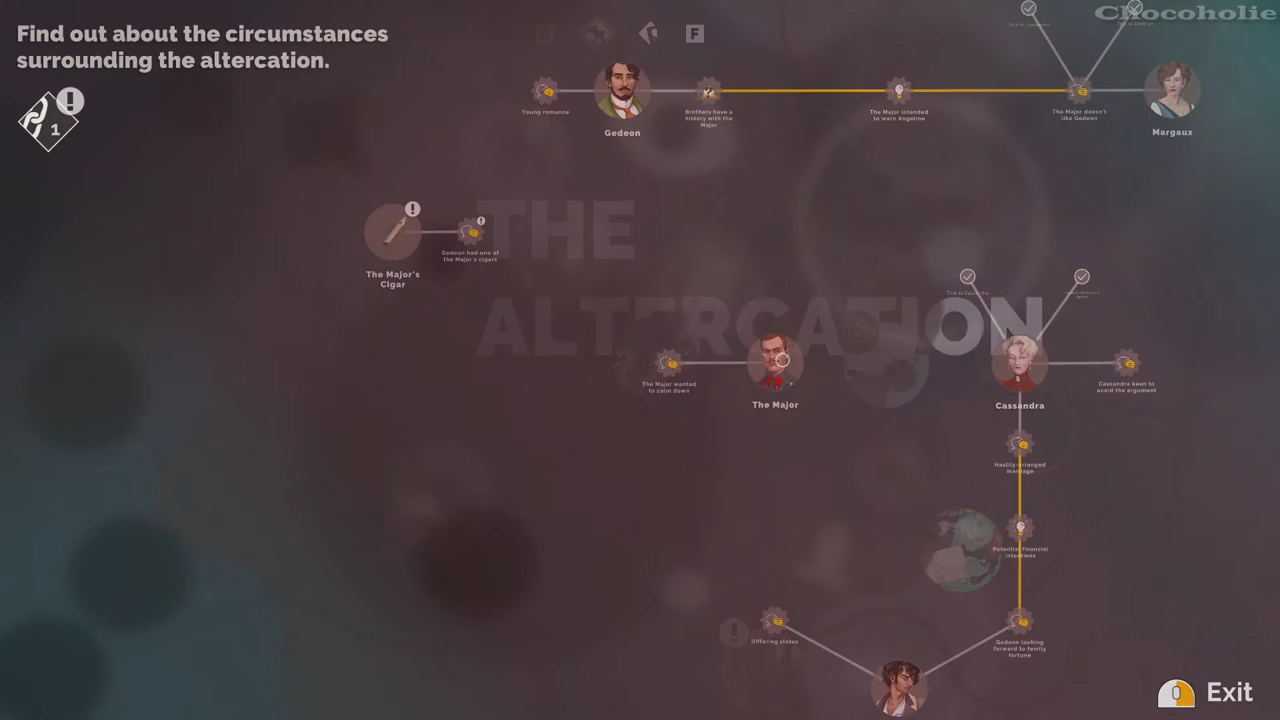 Find out about the circumstances
surrounding the altercation.
1
F
Chocoholie
Young romance
Gedeon
Brothers have a
history with the
Major
The Major intended
to warn Angeline
The Major doesn't
like Gedeon
Margaux
Gedeon had one of
the Major's cigars
The Major's
Cigar
THE
ALTERCATION
Talk to Cassandra
The Major wanted
to calm down
The Major
Cassandra
Cassandra keen to
avoid the argument
Hastily-arranged
marriage
Potential financial
intentions
Differing status
Gedeon looking
forward to family
fortune
Exit